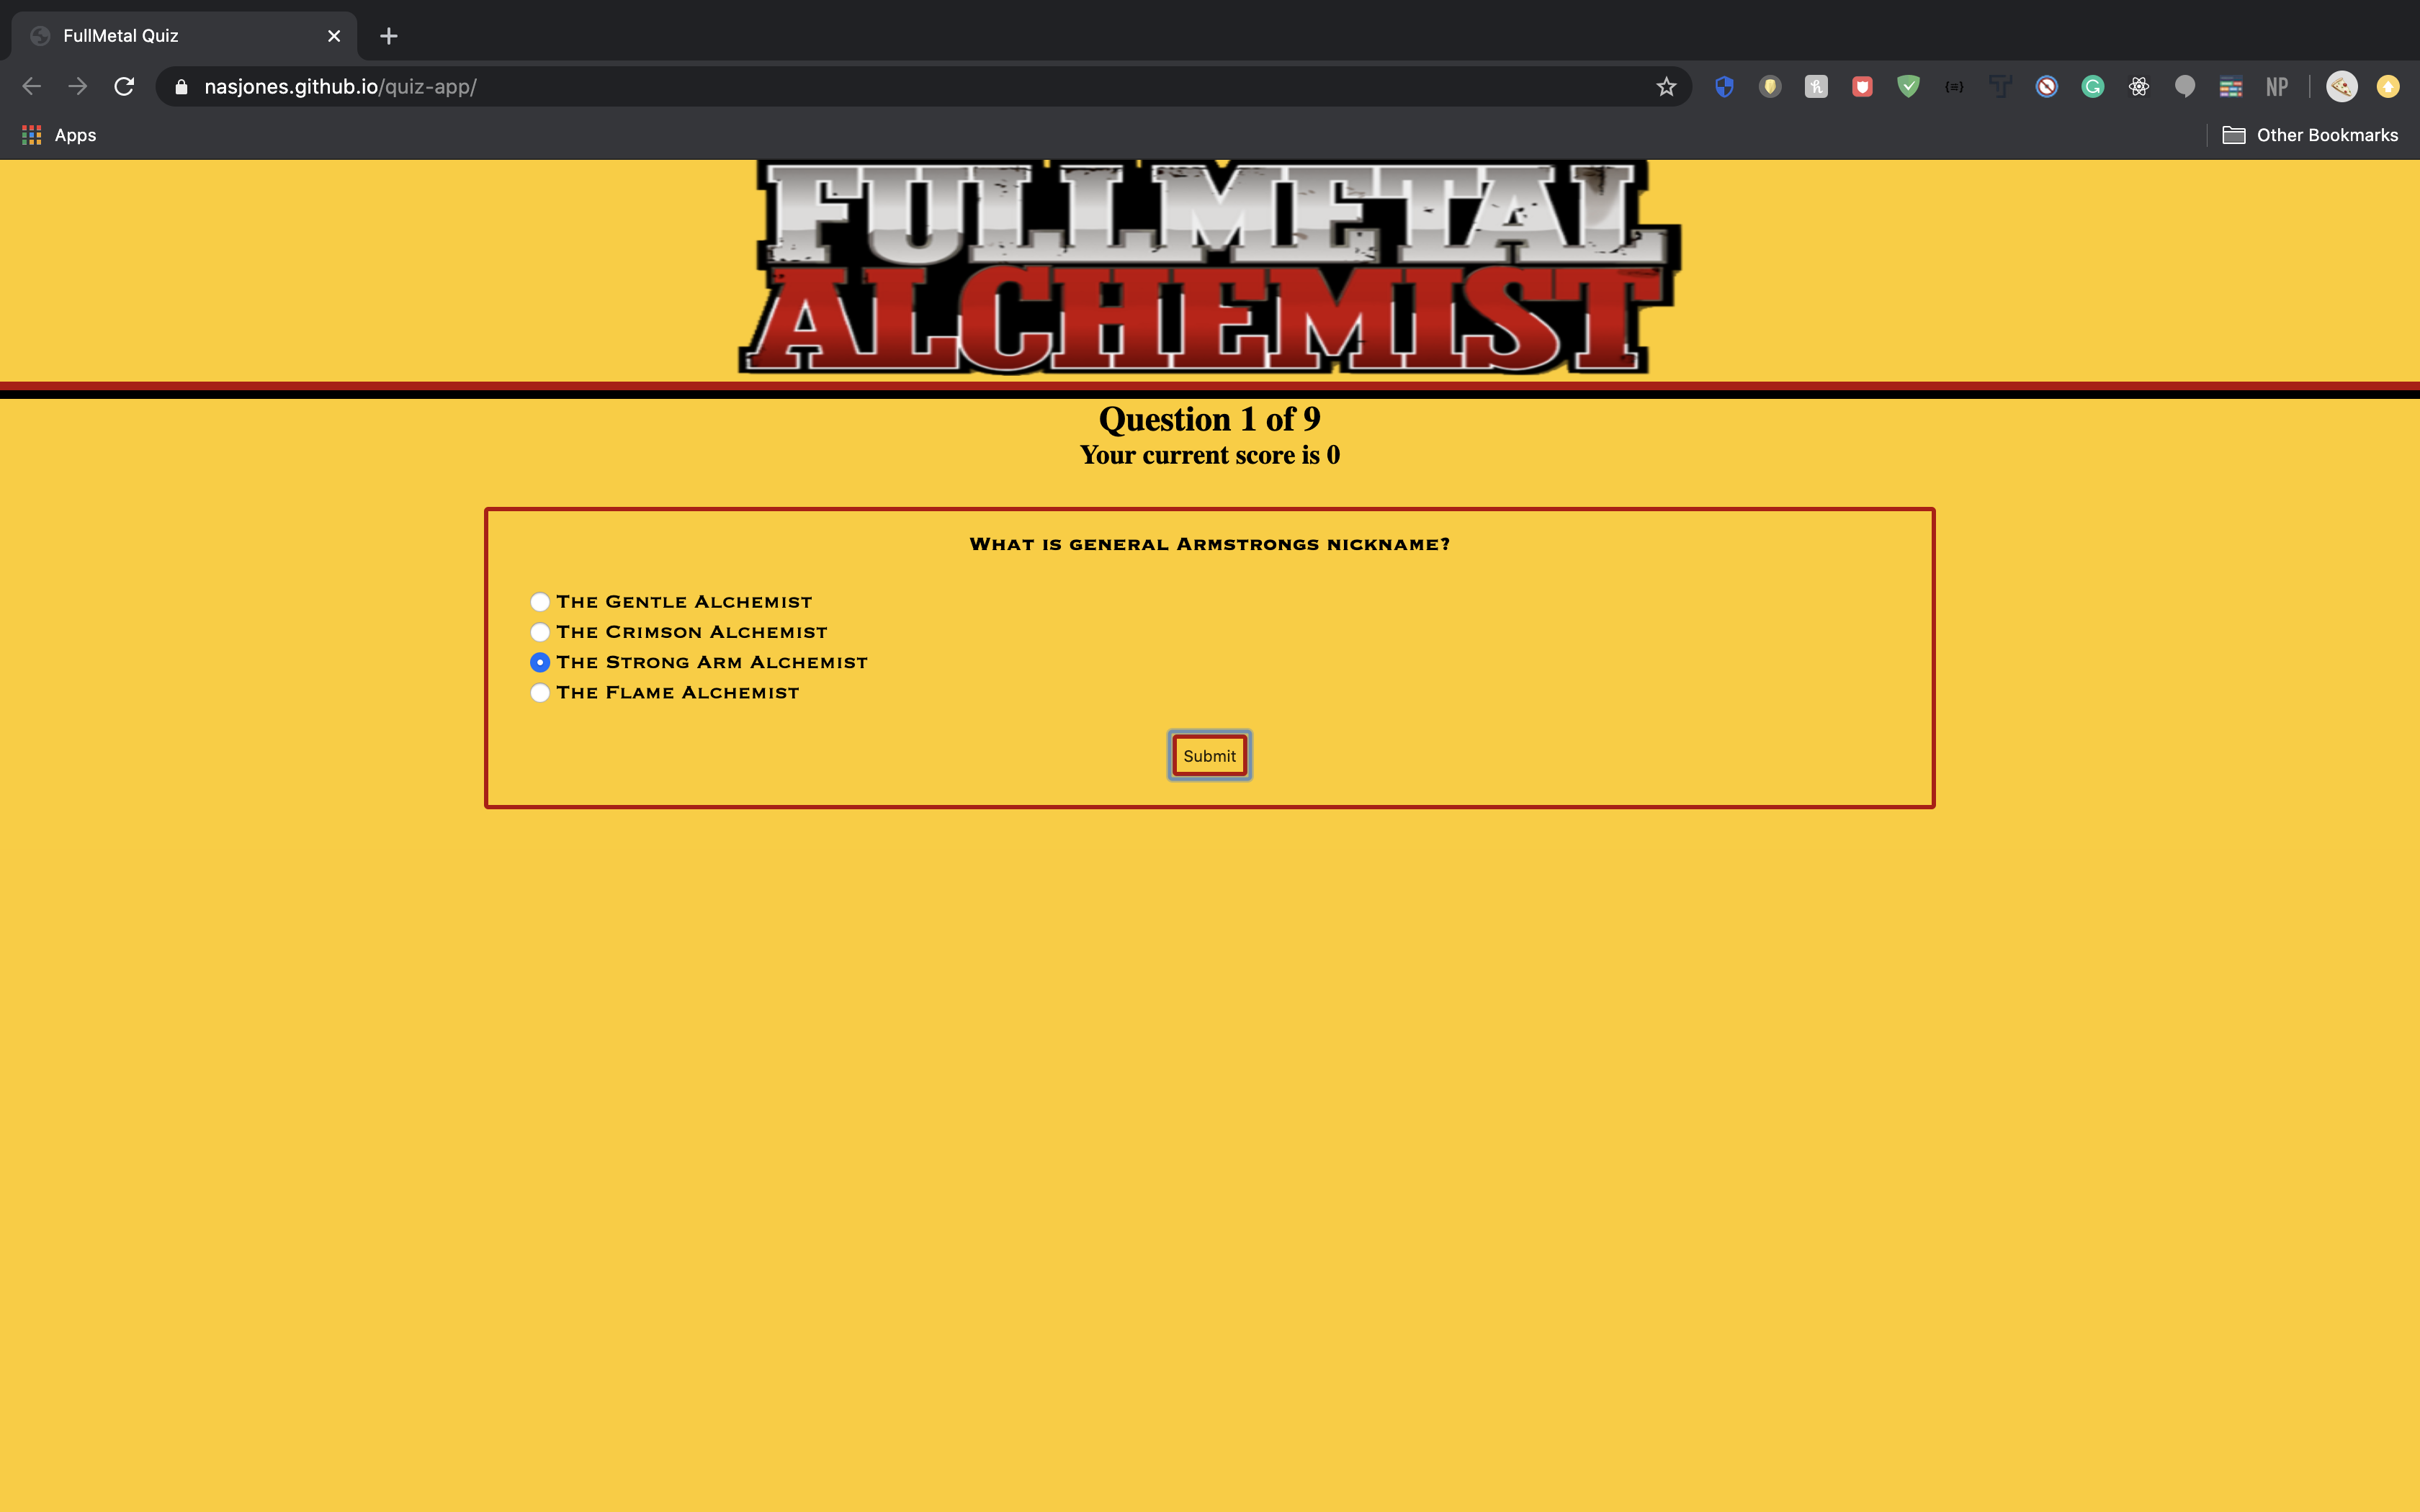 FullMetal Quiz
nasjones.github.io/quiz-app/
NP
Apps
Other Bookmarks
FULLMETAL
ALCHEMIST
Question 1 of 9
Your current score is 0
What is general Armstrongs nickname?
The Gentle Alchemist
The Crimson Alchemist
The Strong Arm Alchemist
The Flame Alchemist
Submit